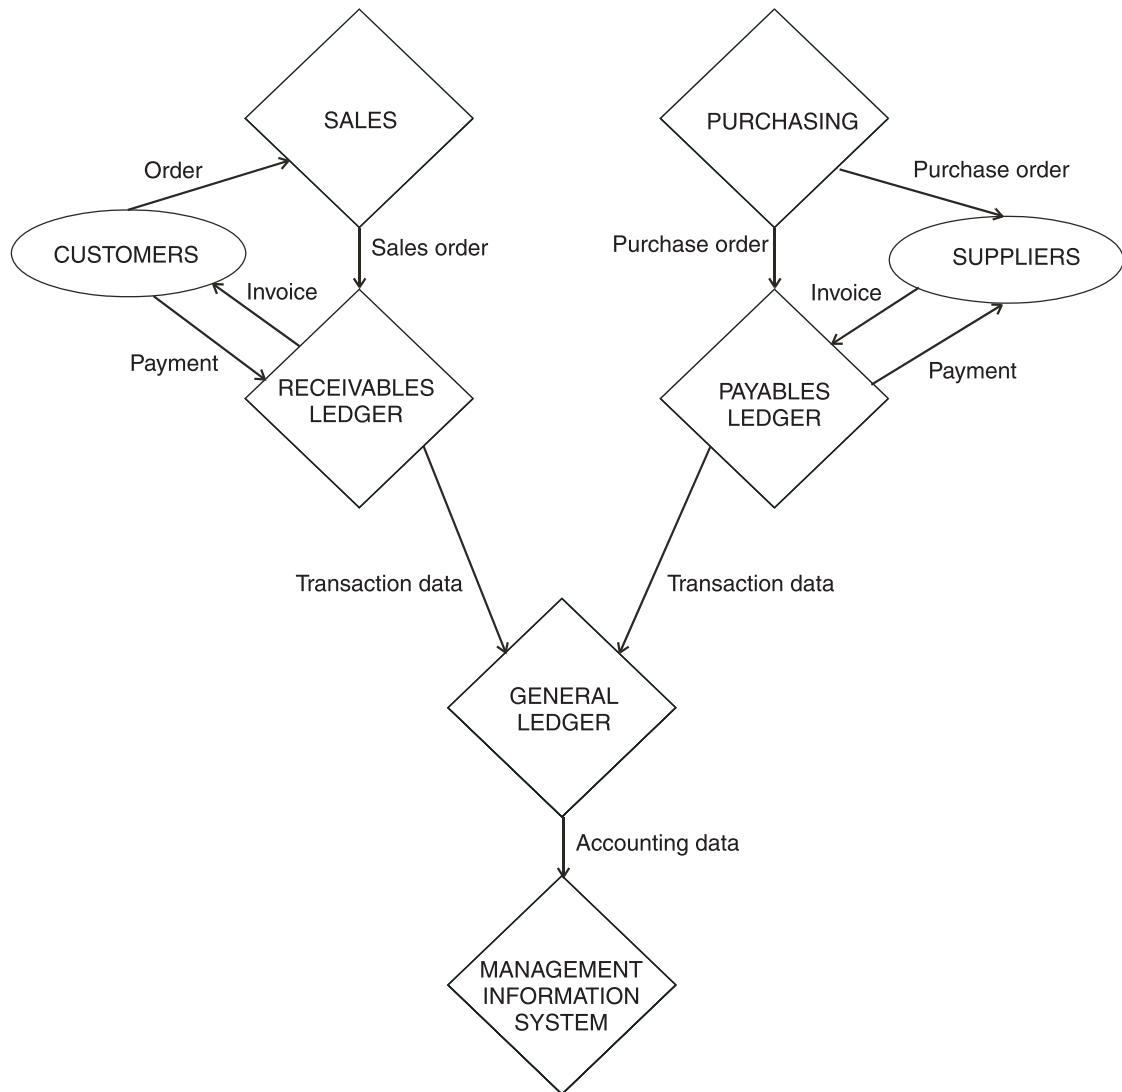 SALES
PURCHASING
Order
Purchase order
CUSTOMERS
Sales order
Purchase order
SUPPLIERS
Invoice
Invoice
Payment
Payment
RECEIVABLES
LEDGER
PAYABLES
LEDGER
Transaction data
Transaction data
GENERAL
LEDGER
Accounting data
MANAGEMENT
INFORMATION
SYSTEM